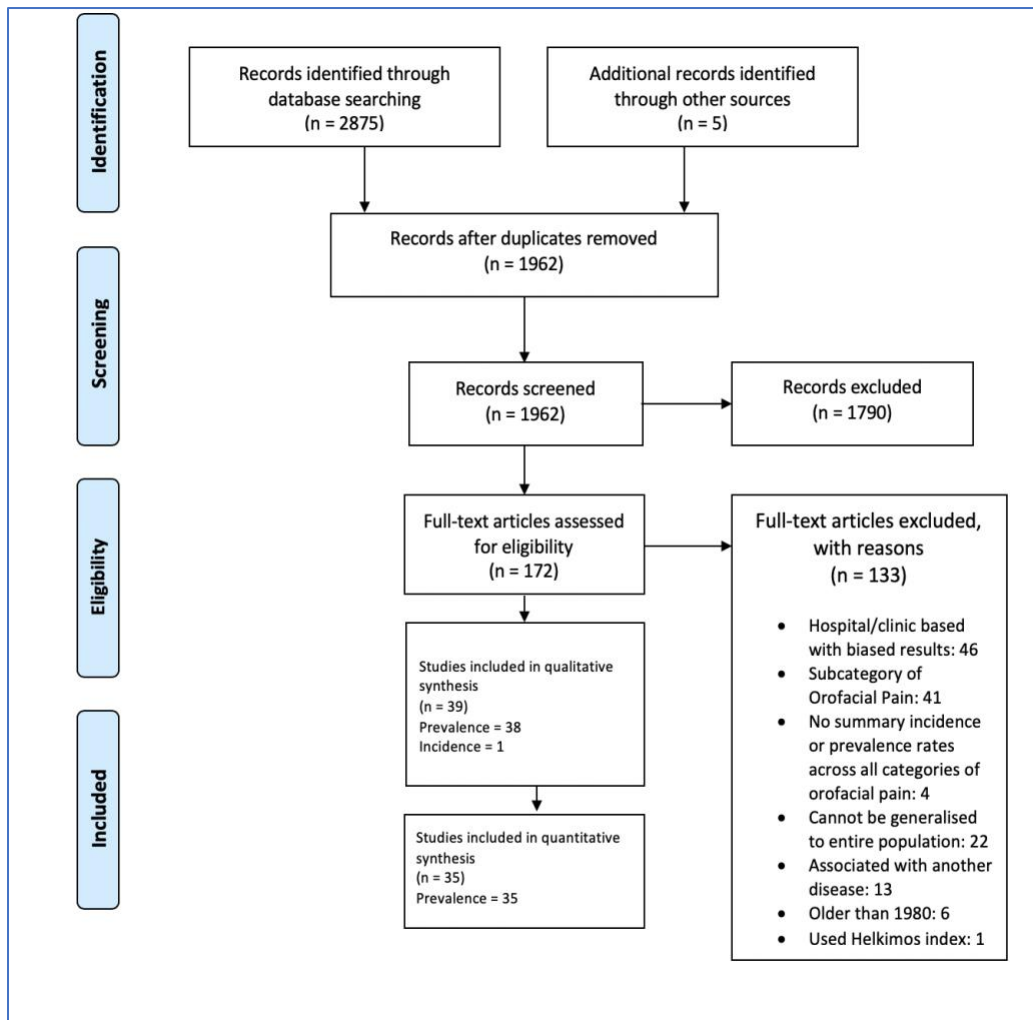 Identification
Records identified through
database searching
(n = 2875)
Additional records identified
through other sources
(n = 5)
Records after duplicates removed
(n = 1962)
Screening
Records screened
(n = 1962)
Records excluded
(n = 1790)
Eligibility
Full-text articles assessed
for eligibility
(n = 172)
Full-text articles excluded,
with reasons
(n = 133)
• Hospital/clinic based
with biased results: 46
• Subcategory of
Orofacial Pain: 41
• No summary incidence
or prevalence rates
across all categories of
orofacial pain: 4
• Cannot be generalised
to entire population: 22
• Associated with another
disease: 13
• Older than 1980: 6
• Used Helkimos index: 1
Studies included in qualitative
synthesis
(n = 39)
Prevalence = 38
Incidence = 1
Included
Studies included in quantitative
synthesis
(n = 35)
Prevalence = 35